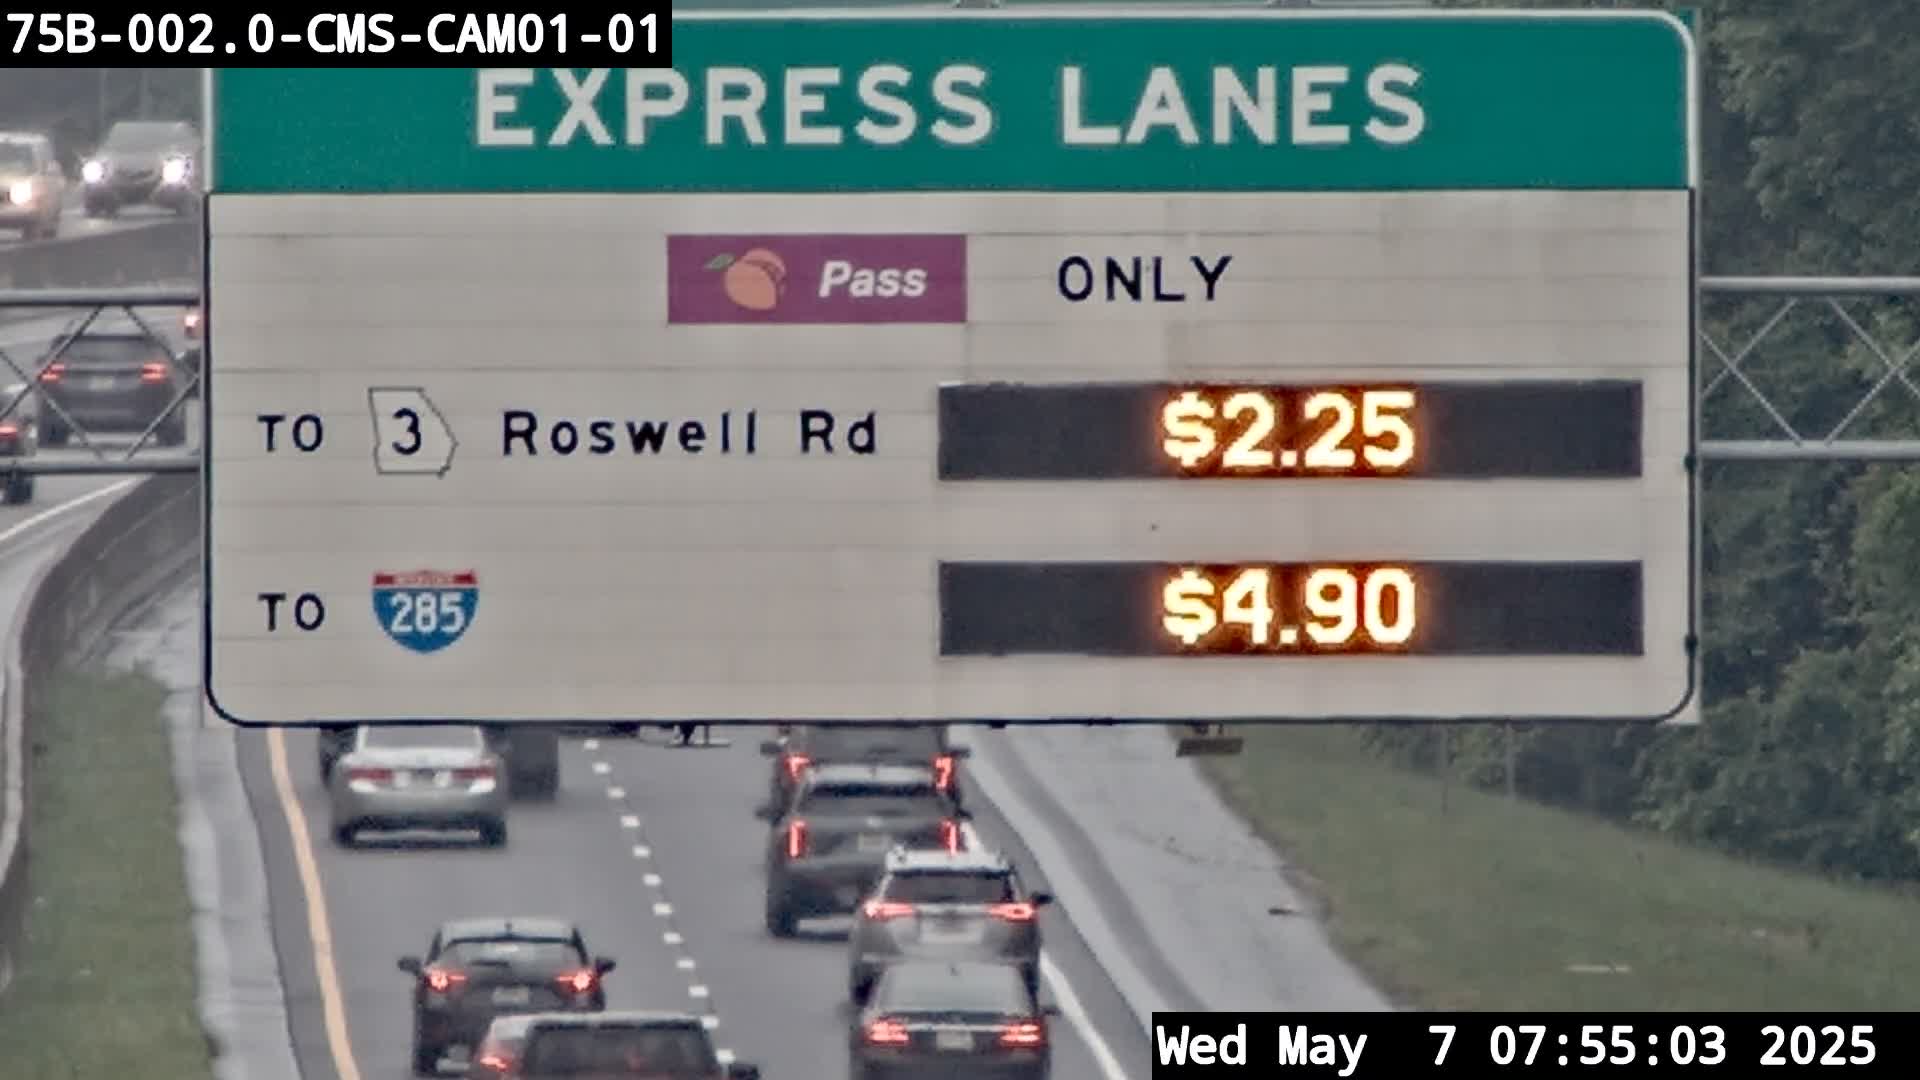 75B-002.0-CMS-CAM01-01
EXPRESS LANES
Pass ONLY
TO 3 Roswell Rd $2.25
TO 285 $4.90
Wed May 7 07:55:03 2025